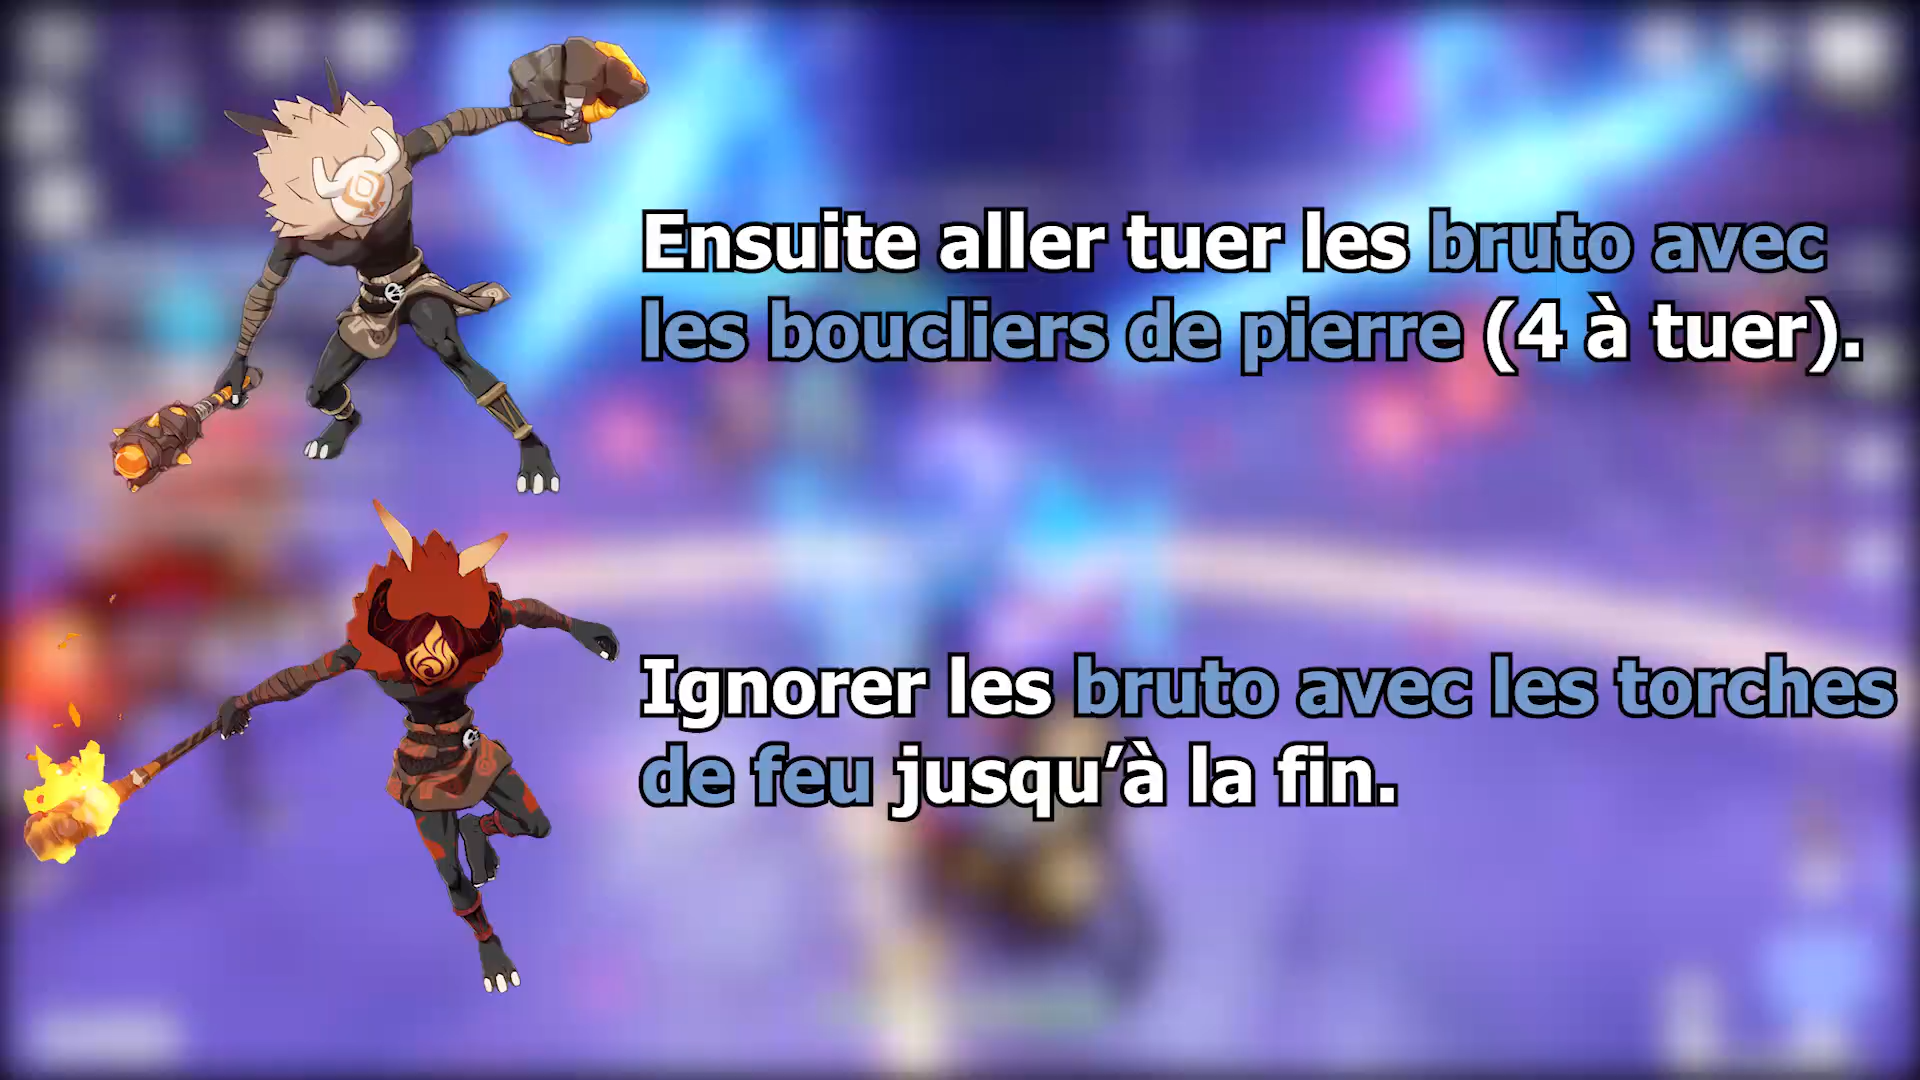 Ensuite aller tuer les bruto avec
les boucliers de pierre (4 à tuer).
Ignorer les bruto avec les torches
de feu jusqu’à la fin.